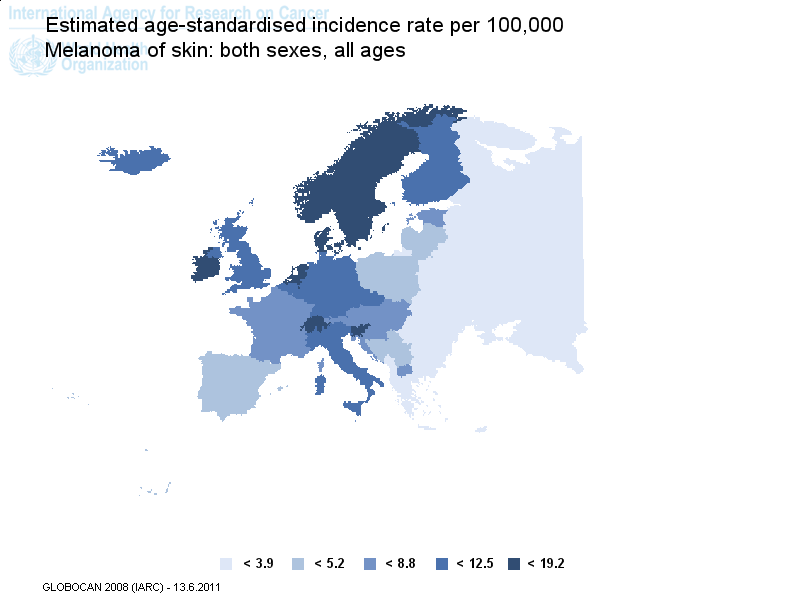 International Agency for Research on Cancer
Estimated age-standardised incidence rate per 100,000
Melanoma of skin: both sexes, all ages
Organization
< 3.9 < 5.2 < 8.8 < 12.5 < 19.2
GLOBOCAN 2008 (IARC) - 13.6.2011